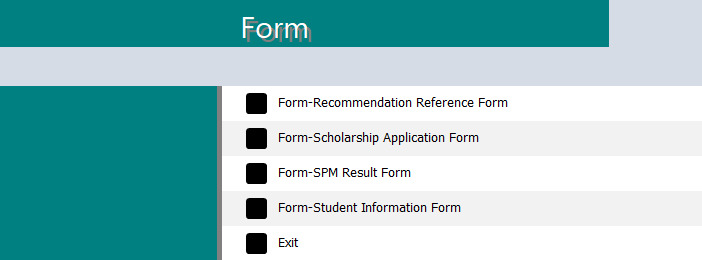 Form
Form-Recommendation Reference Form
Form-Scholarship Application Form
Form-SPM Result Form
Form-Student Information Form
Exit